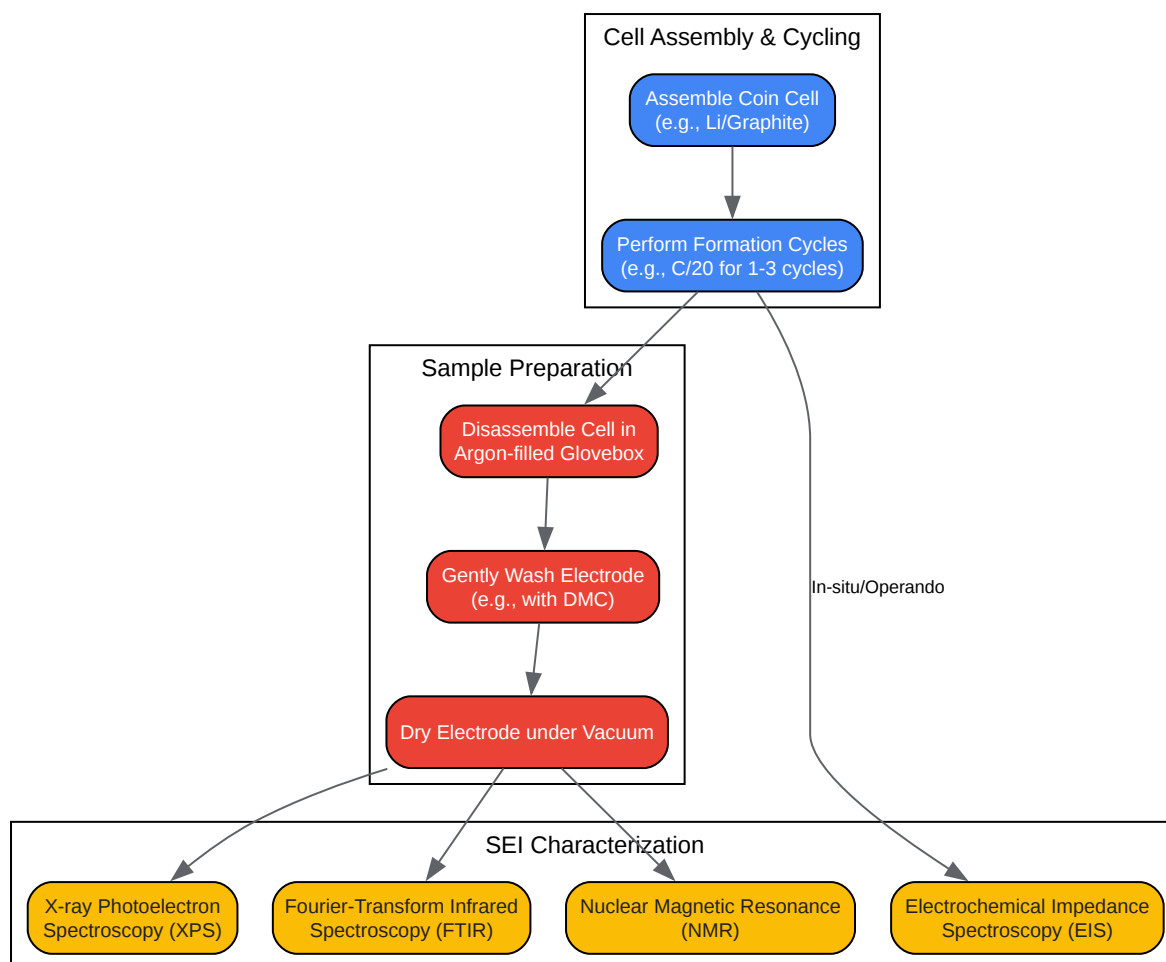 Cell Assembly & Cycling
Assemble Coin Cell
(e.g., Li/Graphite)
Perform Formation Cycles
(e.g., C/20 for 1-3 cycles)
Sample Preparation
Disassemble Cell in
Argon-filled Glovebox
Gently Wash Electrode
(e.g., with DMC)
In-situ/Operando
Dry Electrode under Vacuum
SEI Characterization
X-ray Photoelectron
Spectroscopy (XPS)
Fourier-Transform Infrared
Spectroscopy (FTIR)
Nuclear Magnetic Resonance
(NMR)
Electrochemical Impedance
Spectroscopy (EIS)